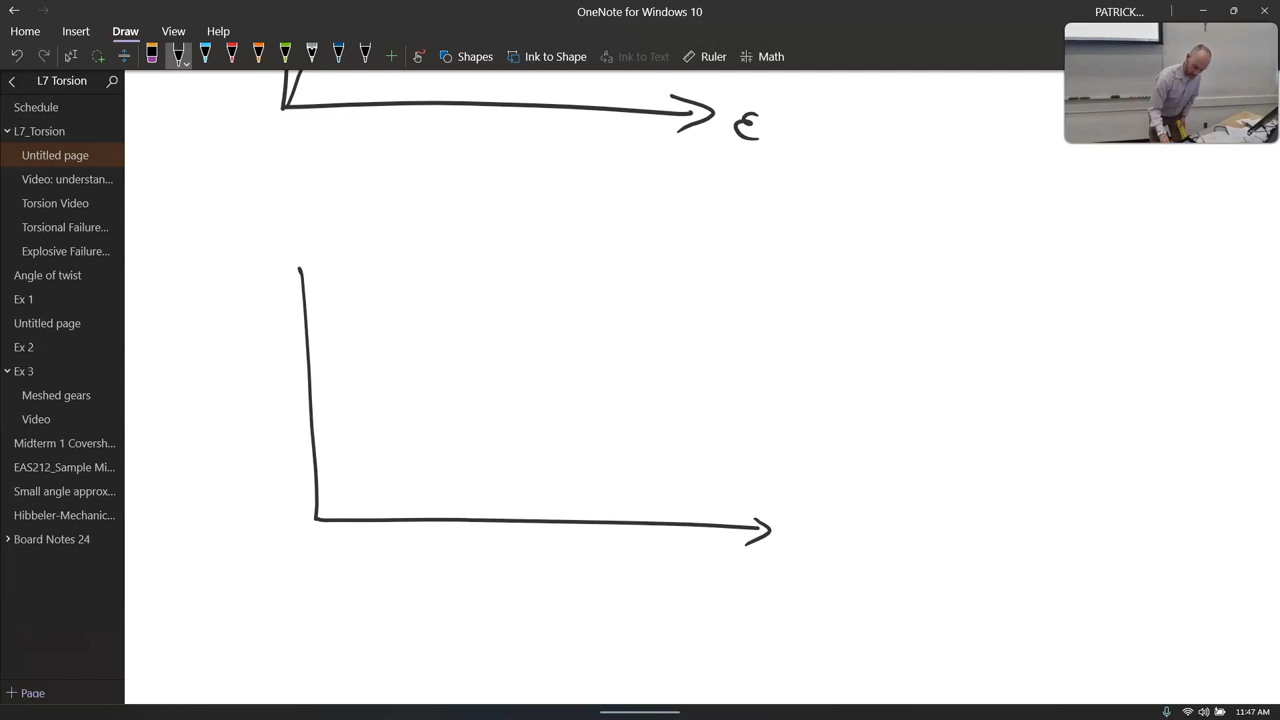 OneNote for Windows 10
PATRICK...
Home
Insert
Draw
View
Help
Shapes
Ink to Shape
Ink to Text
Ruler
Math
L7 Torsion
Schedule
L7_Torsion
Untitled page
Video: understan...
Torsion Video
Torsional Failure...
Explosive Failure...
Angle of twist
Ex 1
Untitled page
Ex 2
Ex 3
Meshed gears
Video
Midterm 1 Coversh...
EAS212_Sample Mi...
Small angle approx...
Hibbeler-Mechanic...
Board Notes 24
Page
ε
11:47 AM